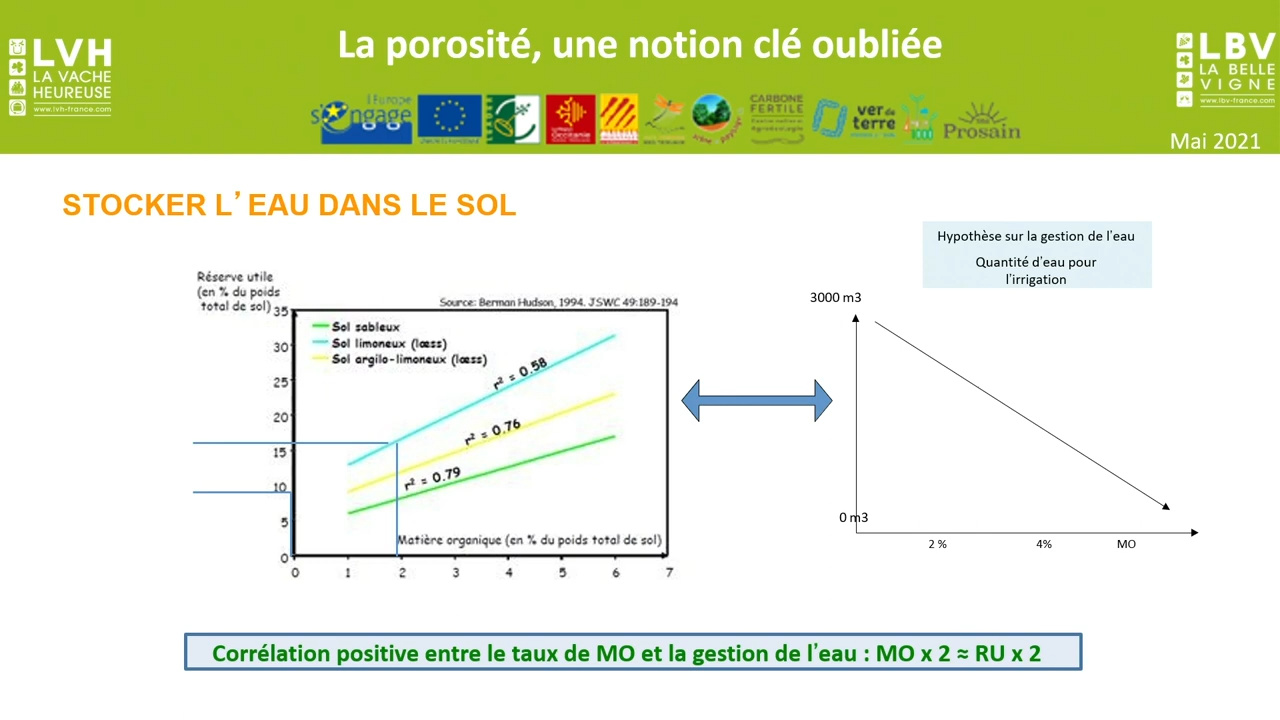 La porosité, une notion clé oubliée
LVH
LA VACHE
HEUREUSE
www.lvh-france.com
LBV
LA BELLE
VIGNE
www.lbv-france.com
l'Europe
s'engage
Occitanie
CARBONE
FERTILE
ver de
terre
Prosain
Mai 2021
STOCKER L’ EAU DANS LE SOL
Hypothèse sur la gestion de l'eau
Quantité d'eau pour
l'irrigation
Réserve utile
(en % du poids
total de sol)
Source: Berman Hudson, 1994. JSWC 49:189-194
35
30
25
20
15
10
5
0
Sol sableux
Sol limoneux (lœss)
Sol argilo-limoneux (lœss)
r² = 0.58
r² = 0.76
r² = 0.79
Matière organique (en % du poids total de sol)
0 1 2 3 4 5 6 7
3000 m3
0 m3
2 % 4% MO
Corrélation positive entre le taux de MO et la gestion de l’eau : MO x 2 ≈ RU x 2